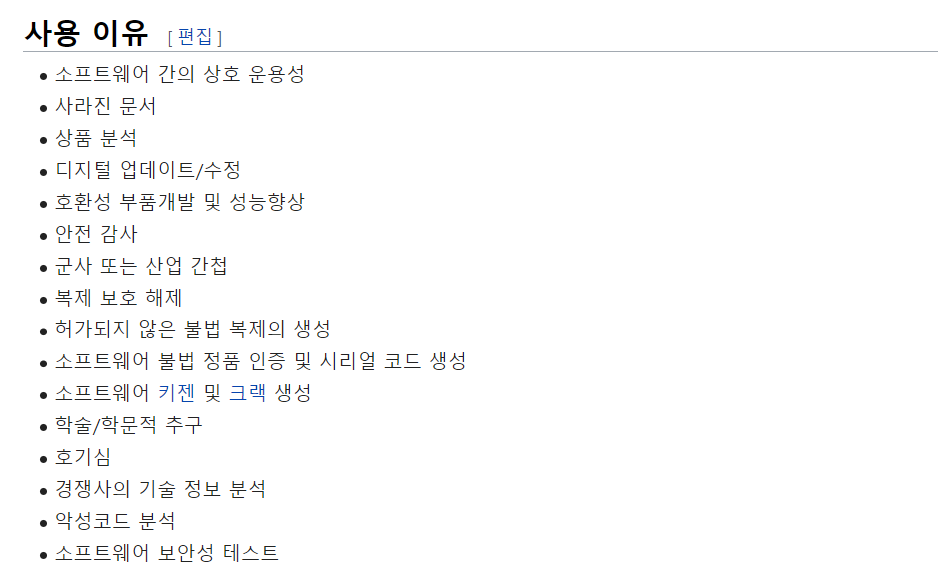 사용 이유 [ 편집 ]
• 소프트웨어 간의 상호 운용성
• 사라진 문서
• 상품 분석
• 디지털 업데이트/수정
• 호환성 부품개발 및 성능향상
• 안전 감사
• 군사 또는 산업 간첩
• 복제 보호 해제
• 허가되지 않은 불법 복제의 생성
• 소프트웨어 불법 정품 인증 및 시리얼 코드 생성
• 소프트웨어 키젠 및 크랙 생성
• 학술/학문적 추구
• 호기심
• 경쟁사의 기술 정보 분석
• 악성코드 분석
• 소프트웨어 보안성 테스트